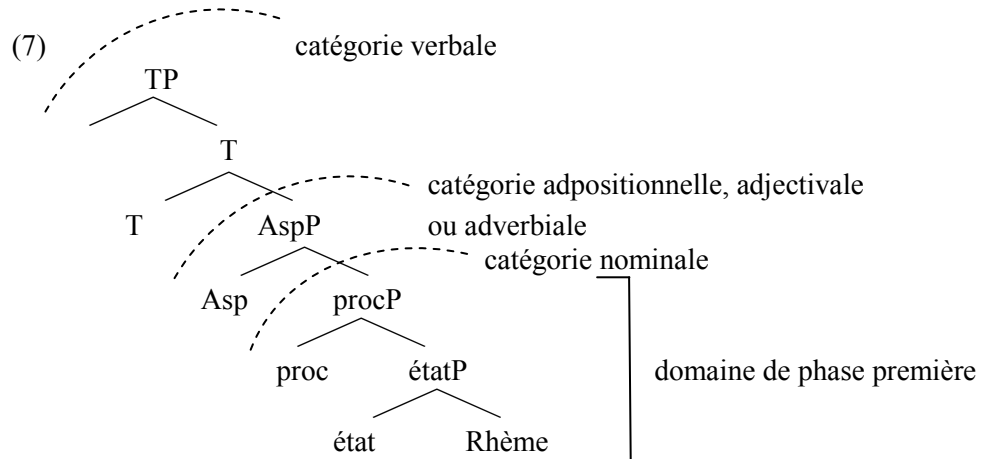 (7) catégorie verbale
TP
T
catégorie adpositionnelle, adjectivale
T AspP ou adverbiale
catégorie nominale
Asp procP
proc étatP domaine de phase première
état Rhème